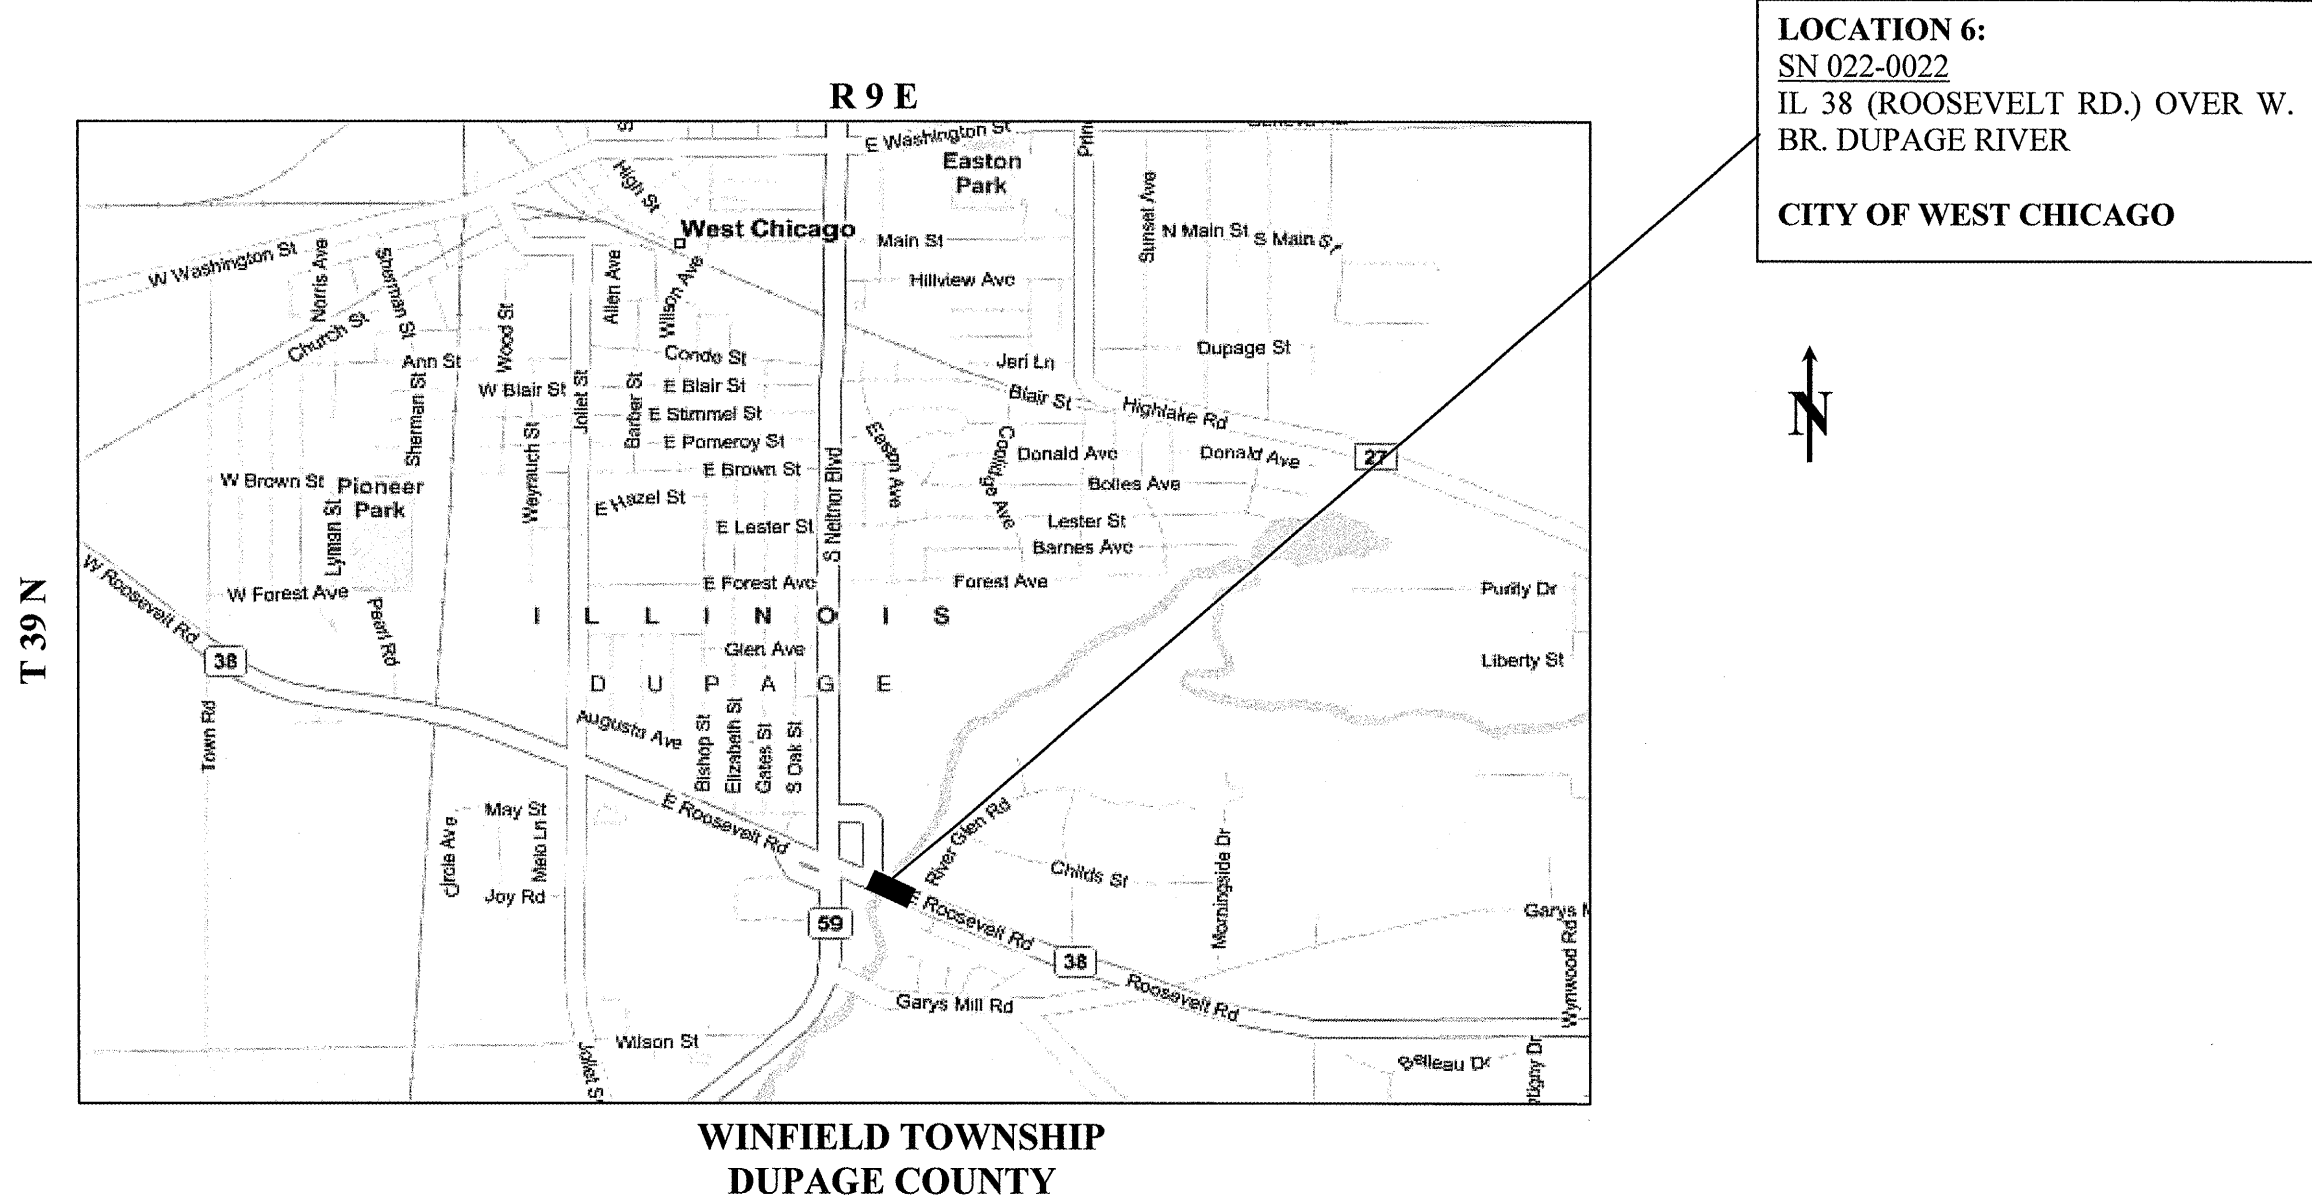 LOCATION 6:
SN 022-0022
IL 38 (ROOSEVELT RD.) OVER W.
BR. DUPAGE RIVER
CITY OF WEST CHICAGO
R 9 E
T 39 N
N
E Washington St
Easton
Park
High St
West Chicago
Main St
Sunset Ave
N Main St
S Main St
W Washington St
Norris Ave
Sherman St
Allen Ave
Wilson Ave
Hillview Ave
Church St
Wood St
Ann St
Conde St
Jeri Ln
Dupage St
Sherman St
W Blair St
Joliet St
Barber St
E Blair St
Blair St
Highlake Rd
E Stimmel St
Weyrauch St
E Pomeroy St
S Neltnor Blvd
Easton Ave
Coolidge Ave
Donald Ave
Donald Ave
27
E Brown St
W Brown St
Pioneer
Park
Lyman St
E Hazel St
Bolles Ave
E Lester St
Lester St
Barnes Ave
W Roosevelt Rd
W Forest Ave
E Forest Ave
Forest Ave
Purify Dr
Pearl Rd
ILLINOIS
Glen Ave
Liberty St
38
DUPAGE
Town Rd
Augusta Ave
Bishop St
Elizabeth St
Gates St
S Oak St
E Roosevelt Rd
May St
Circle Ave
Melo Ln
Joy Rd
River Glen Rd
Childs St
Morningside Dr
E Roosevelt Rd
59
38
Garys M
Wynwood Rd
Roosevelt Rd
Garys Mill Rd
Wilson St
Joliet St
Belleau Dr
WINFIELD TOWNSHIP
DUPAGE COUNTY